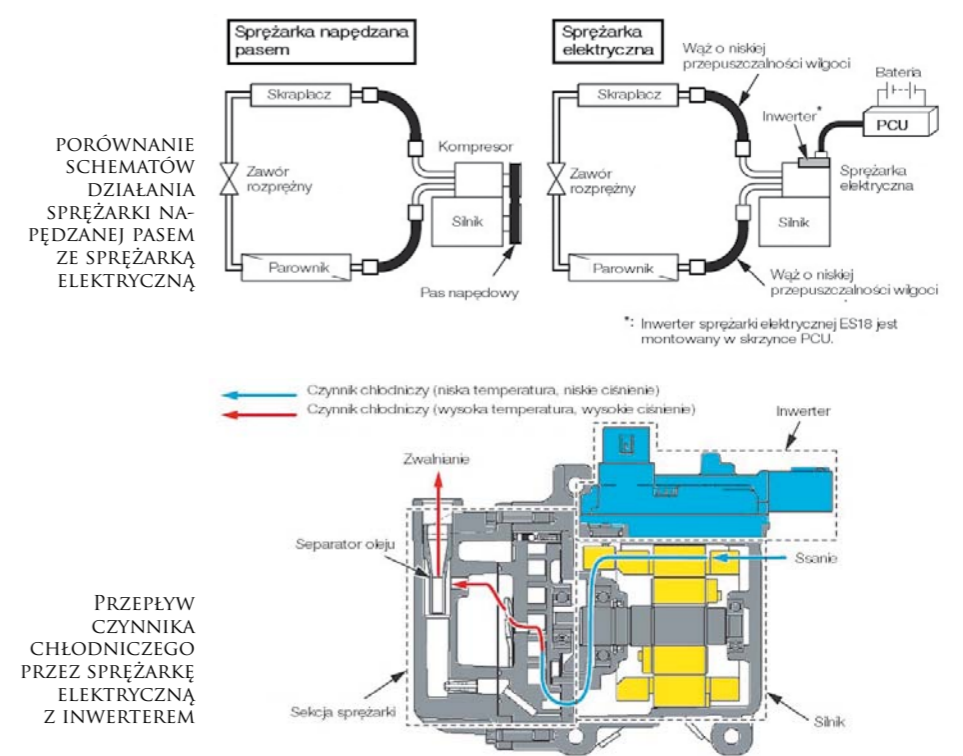 Sprężarka napędzana
pasem
Skraplacz
Kompresor
Zawór
rozprężny
Silnik
Parownik
Pas napędowy
Sprężarka
elektryczna
Wąż o niskiej
przepuszczalności wilgoci
Bateria
Skraplacz
Inwerter*
PCU
Zawór
rozprężny
Sprężarka
elektryczna
Silnik
Parownik
Wąż o niskiej
przepuszczalności wilgoci
*: Inwerter sprężarki elektrycznej ES18 jest
montowany w skrzynce PCU.
PORÓWNANIE
SCHEMATÓW
DZIAŁANIA
SPRĘŻARKI NA-
PĘDZANEJ PASEM
ZE SPRĘŻARKĄ
ELEKTRYCZNĄ
Czynnik chłodniczy (niska temperatura, niskie ciśnienie)
Czynnik chłodniczy (wysoka temperatura, wysokie ciśnienie)
Inwerter
Zwalnianie
Separator oleju
Ssanie
Sekcja sprężarki
Silnik
PRZEPŁYW
CZYNNIKA
CHŁODNICZEGO
PRZEZ SPRĘŻARKĘ
ELEKTRYCZNĄ
Z INWERTEREM